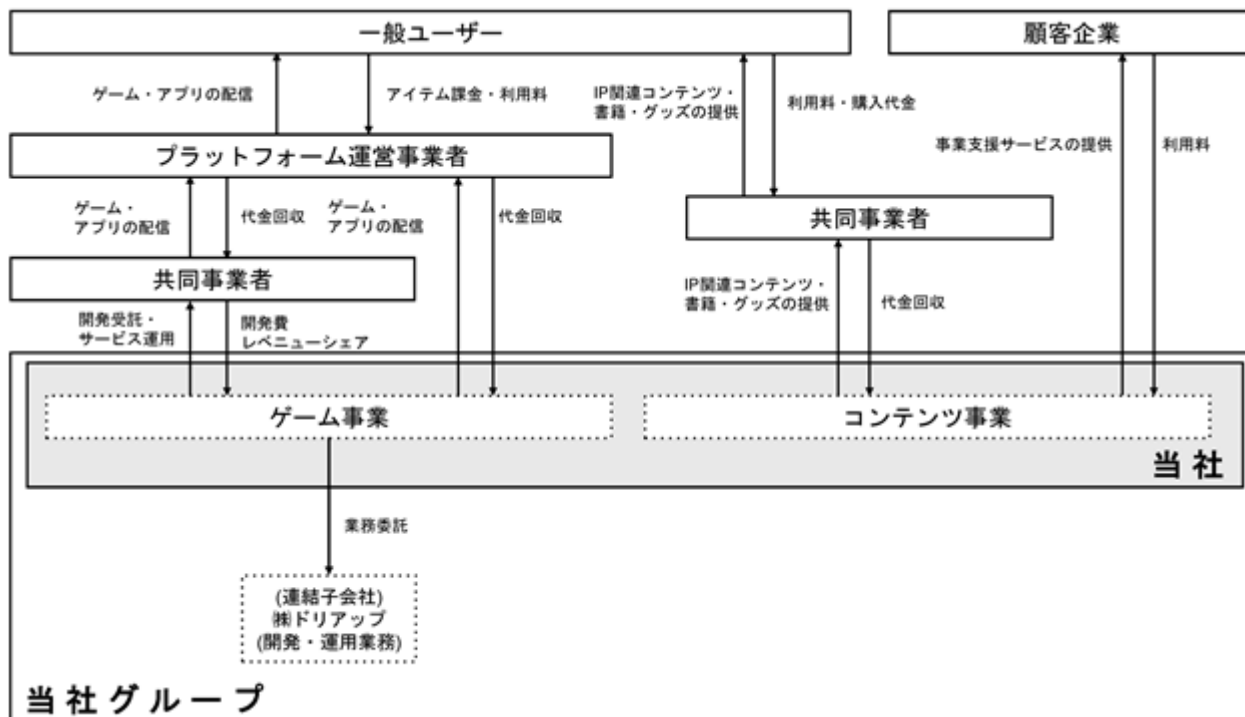 一般ユーザー
顧客企業
ゲーム・アプリの配信
アイテム課金・利用料
IP関連コンテンツ・
書籍・グッズの提供
利用料・購入代金
事業支援サービスの提供
利用料
プラットフォーム運営事業者
ゲーム・
アプリの配信
代金回収
ゲーム・
アプリの配信
代金回収
共同事業者
共同事業者
IP関連コンテンツ・
書籍・グッズの提供
代金回収
開発受託・
サービス運用
開発費
レベニューシェア
ゲーム事業
コンテンツ事業
当社
業務委託
(連結子会社)
㈱ドリアップ
(開発・運用業務)
当社グループ